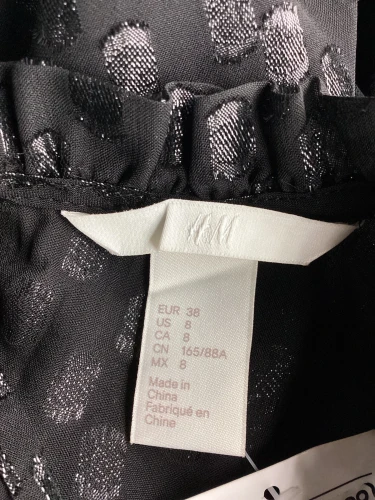 H&M
EUR 38
US 8
CA 8
CN 165/88A
MX 8
Made in
China
Fabriqué en
Chine